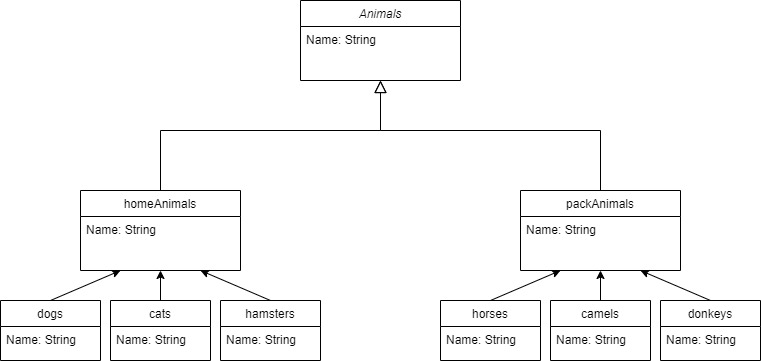 Animals
Name: String
homeAnimals
Name: String
packAnimals
Name: String
dogs
Name: String
cats
Name: String
hamsters
Name: String
horses
Name: String
camels
Name: String
donkeys
Name: String